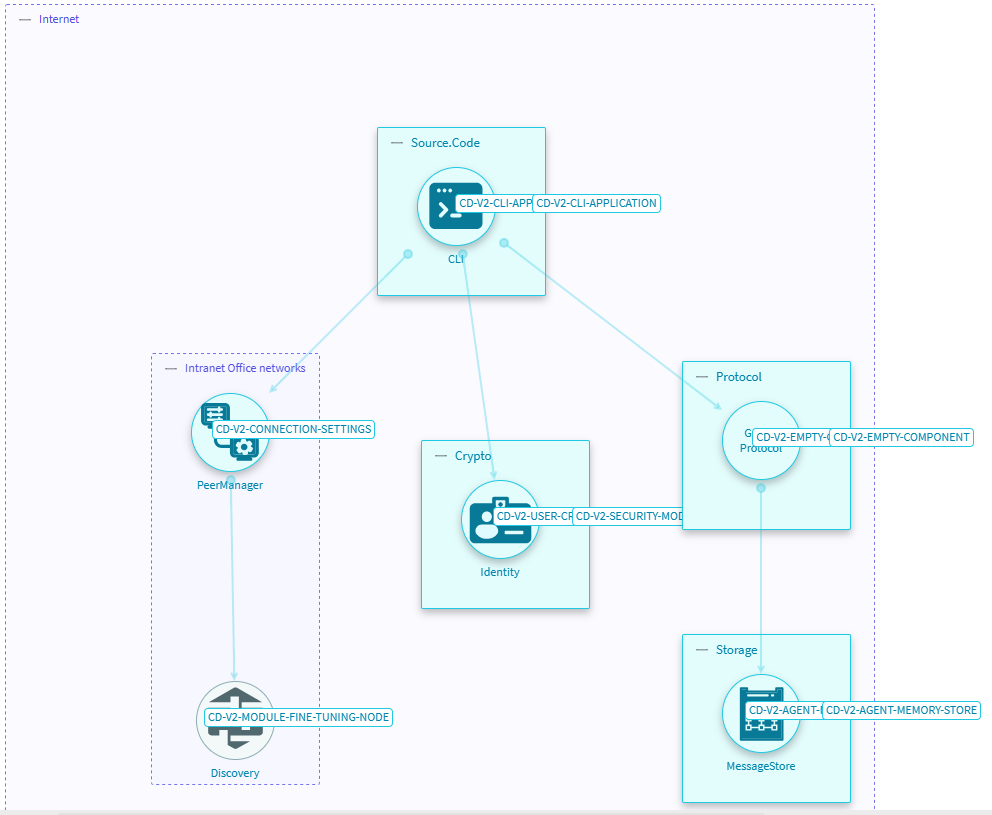 Internet
Source.Code
CD-V2-CLI-APP
CD-V2-CLI-APPLICATION
CLI
Intranet Office networks
CD-V2-CONNECTION-SETTINGS
PeerManager
Protocol
CD-V2-EMPTY-
CD-V2-EMPTY-COMPONENT
Protocol
Crypto
CD-V2-USER-
CD-V2-SECURITY-MOD
Identity
Storage
CD-V2-AGENT-
CD-V2-AGENT-MEMORY-STORE
MessageStore
CD-V2-MODULE-FINE-TUNING-NODE
Discovery